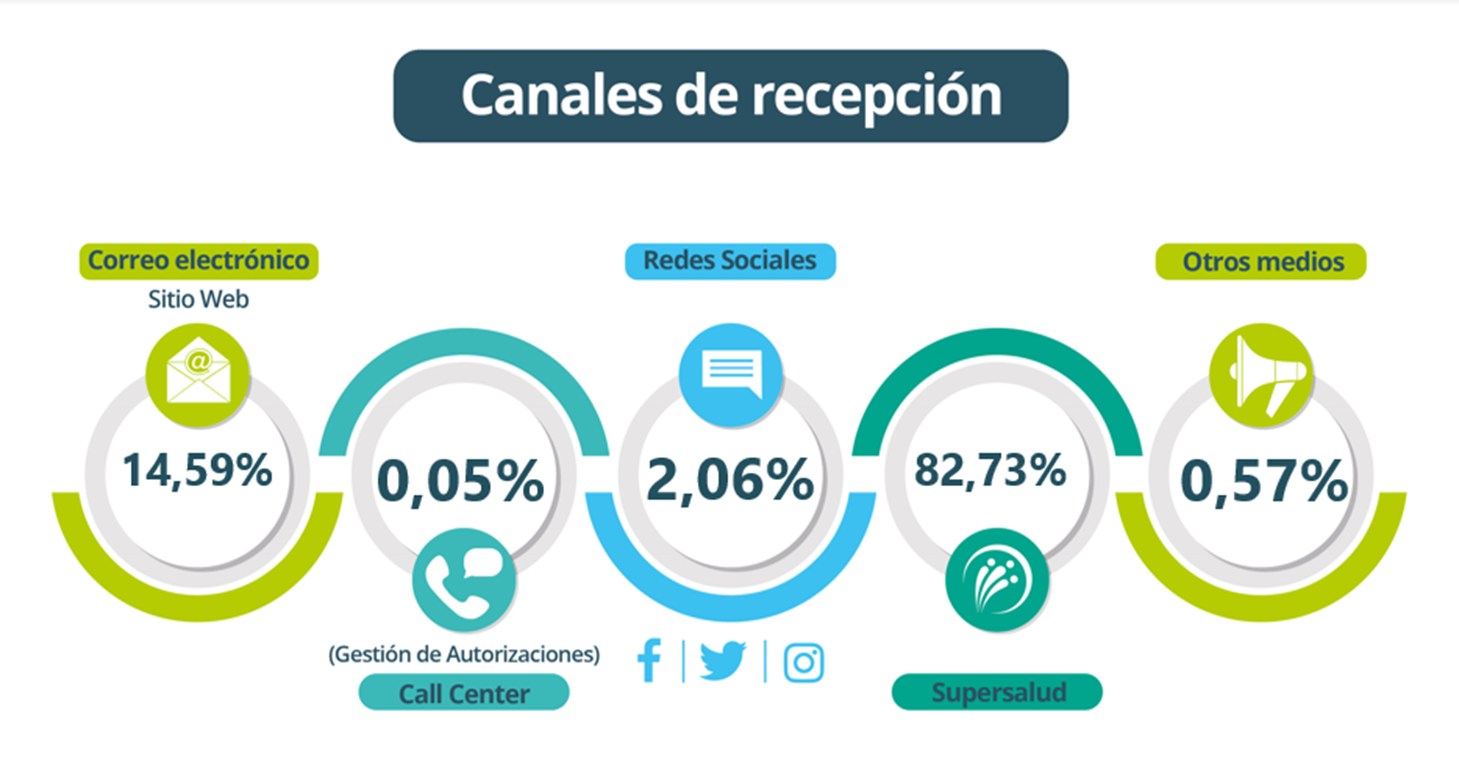 Canales de recepción
Correo electrónico
Sitio Web
14,59%
0,05%
(Gestión de Autorizaciones)
Call Center
Redes Sociales
2,06%
82,73%
Supersalud
Otros medios
0,57%